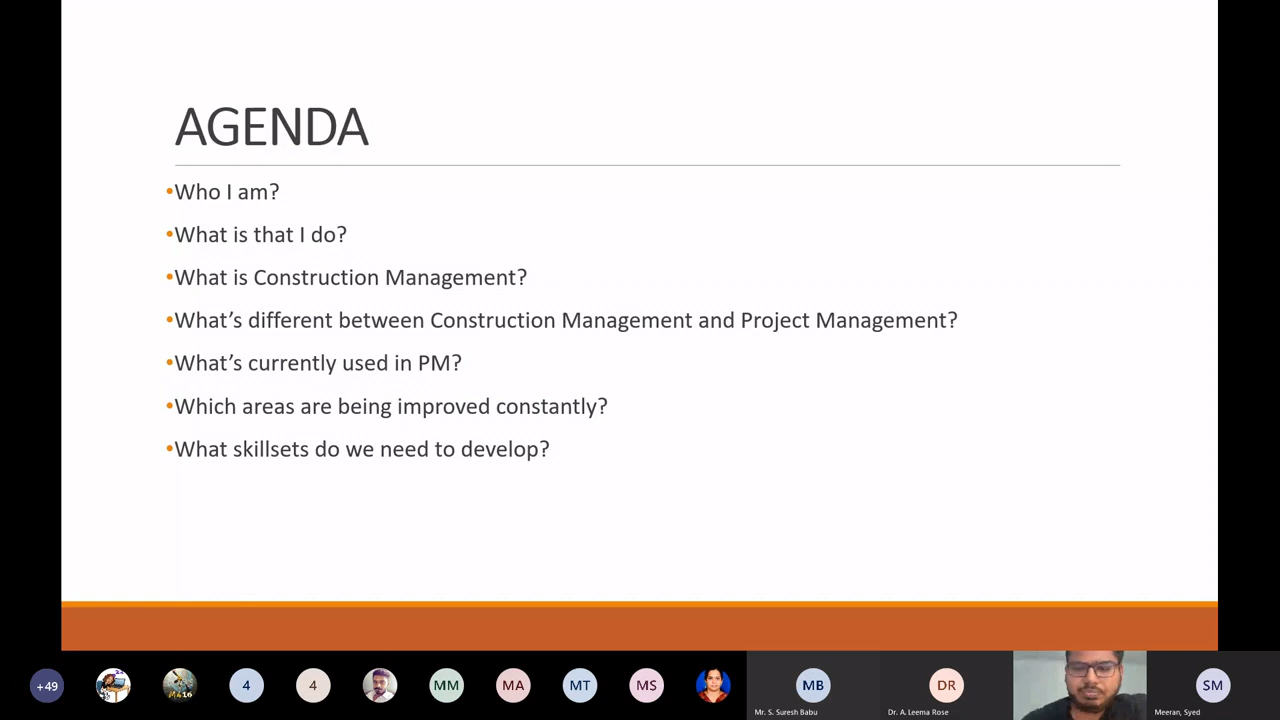 AGENDA
•Who I am?
•What is that I do?
•What is Construction Management?
•What’s different between Construction Management and Project Management?
•What’s currently used in PM?
•Which areas are being improved constantly?
•What skillsets do we need to develop?
+49
M416
4
4
MM
MA
MT
MS
MB
DR
SM
Mr. S. Suresh Babu
Dr. A. Leema Rose
Meeran, Syed